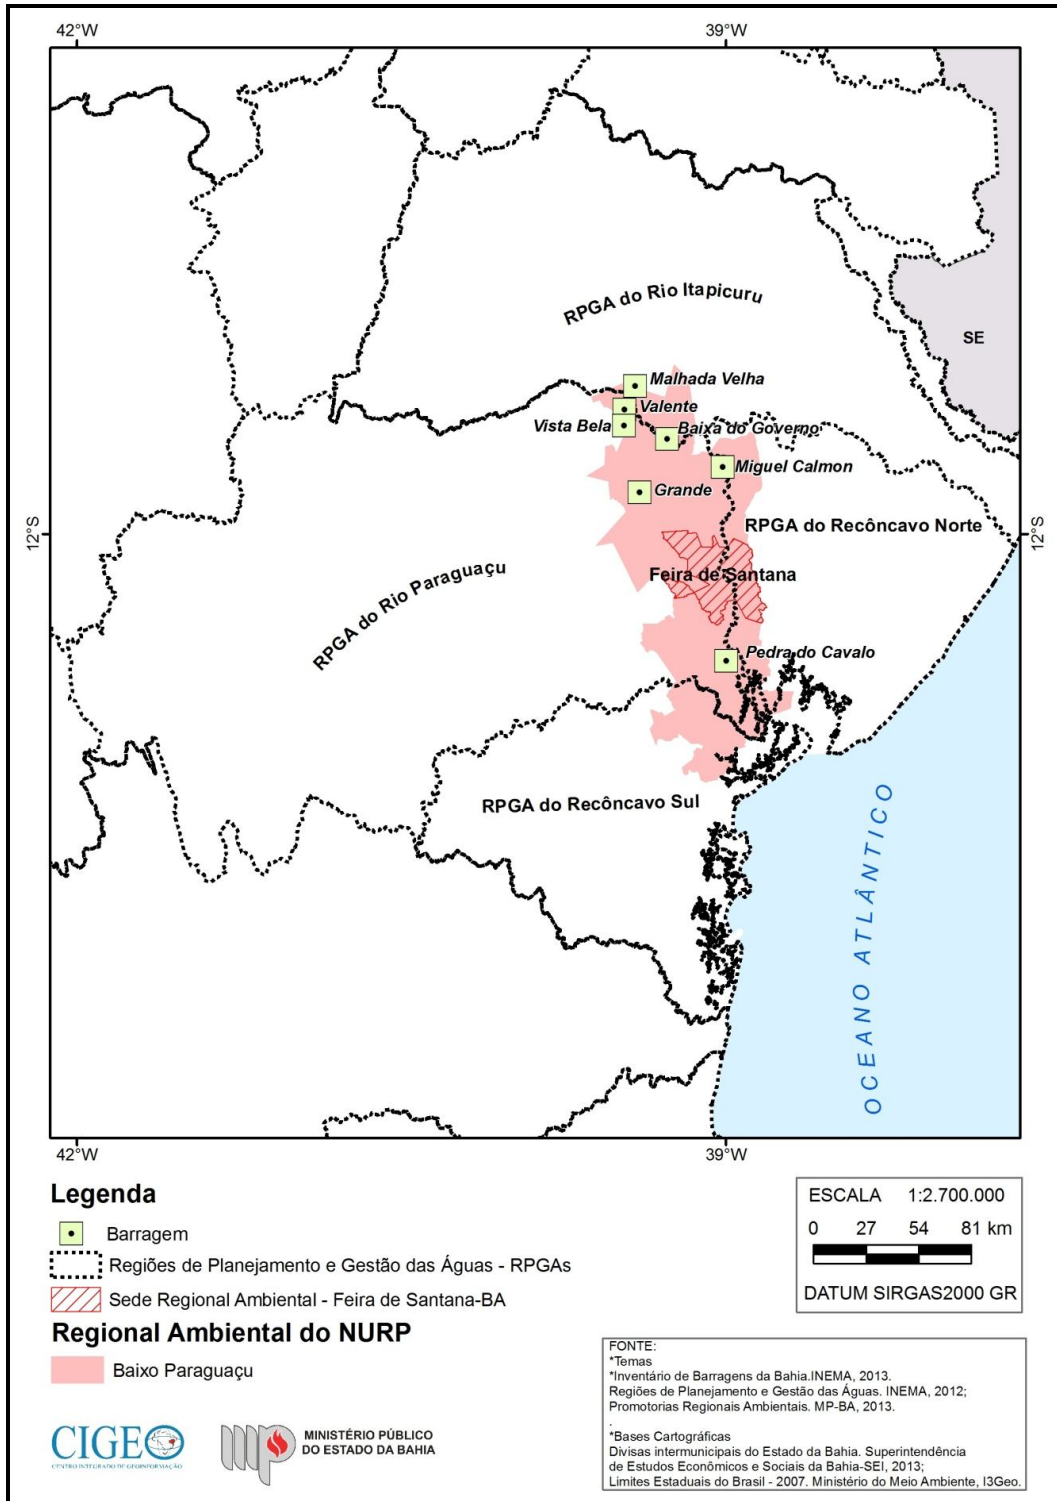 42°W
39°W
RPGA do Rio Itapicuru
SE
Malhada Velha
Valente
Vista Bela
Baixa do Governo
Miguel Calmon
Grande
RPGA do Recôncavo Norte
12°S
12°S
Feira de Santana
RPGA do Rio Paraguaçu
Pedra do Cavalo
RPGA do Recôncavo Sul
OCEANO ATLÂNTICO
42°W
39°W
Legenda
Barragem
Regiões de Planejamento e Gestão das Águas - RPGAs
Sede Regional Ambiental - Feira de Santana-BA
Regional Ambiental do NURP
Baixo Paraguaçu
ESCALA 1:2.700.000
0 27 54 81 km
DATUM SIRGAS2000 GR
FONTE:
*Temas
*Inventário de Barragens da Bahia.INEMA, 2013.
Regiões de Planejamento e Gestão das Águas. INEMA, 2012;
Promotorias Regionais Ambientais. MP-BA, 2013.
.
*Bases Cartográficas
Divisas intermunicipais do Estado da Bahia. Superintendência
de Estudos Econômicos e Sociais da Bahia-SEI, 2013;
Limites Estaduais do Brasil - 2007. Ministério do Meio Ambiente, I3Geo.
CIGEO
CENTRO INTEGRADO DE GEOINFORMAÇÃO
MINISTÉRIO PÚBLICO
DO ESTADO DA BAHIA